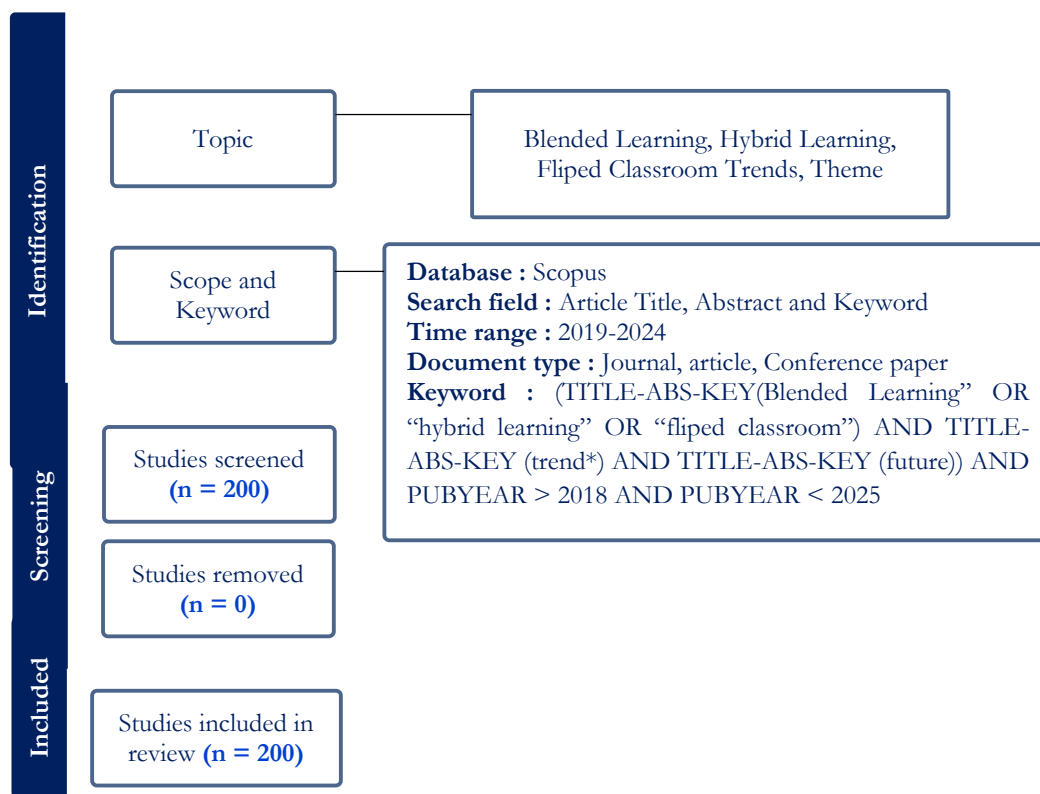 Identification
Topic
Blended Learning, Hybrid Learning,
Fliped Classroom Trends, Theme
Scope and
Keyword
Database : Scopus
Search field : Article Title, Abstract and Keyword
Time range : 2019-2024
Document type : Journal, article, Conference paper
Keyword : (TITLE-ABS-KEY(Blended Learning” OR
“hybrid learning” OR “fliped classroom”) AND TITLE-
ABS-KEY (trend*) AND TITLE-ABS-KEY (future)) AND
PUBYEAR > 2018 AND PUBYEAR < 2025
Screening
Studies screened
(n = 200)
Studies removed
(n = 0)
Included
Studies included in
review (n = 200)